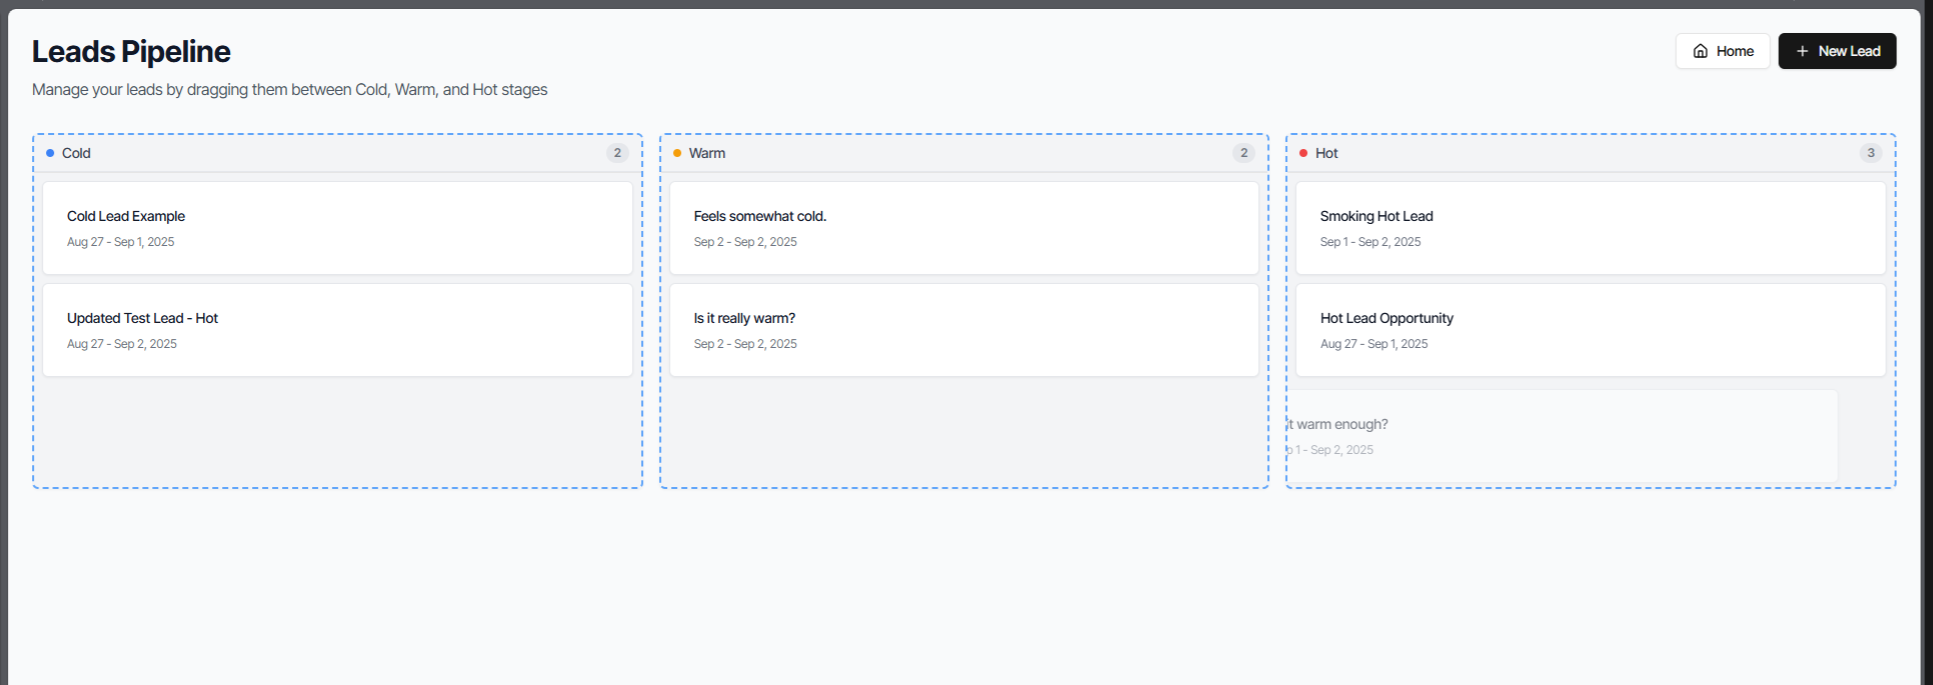 Leads Pipeline
Home
New Lead
Manage your leads by dragging them between Cold, Warm, and Hot stages
Cold
2
Cold Lead Example
Aug 27 - Sep 1, 2025
Updated Test Lead - Hot
Aug 27 - Sep 2, 2025
Warm
2
Feels somewhat cold.
Sep 2 - Sep 2, 2025
Is it really warm?
Sep 2 - Sep 2, 2025
Hot
3
Smoking Hot Lead
Sep 1 - Sep 2, 2025
Hot Lead Opportunity
Aug 27 - Sep 1, 2025
it warm enough?
p 1 - Sep 2, 2025